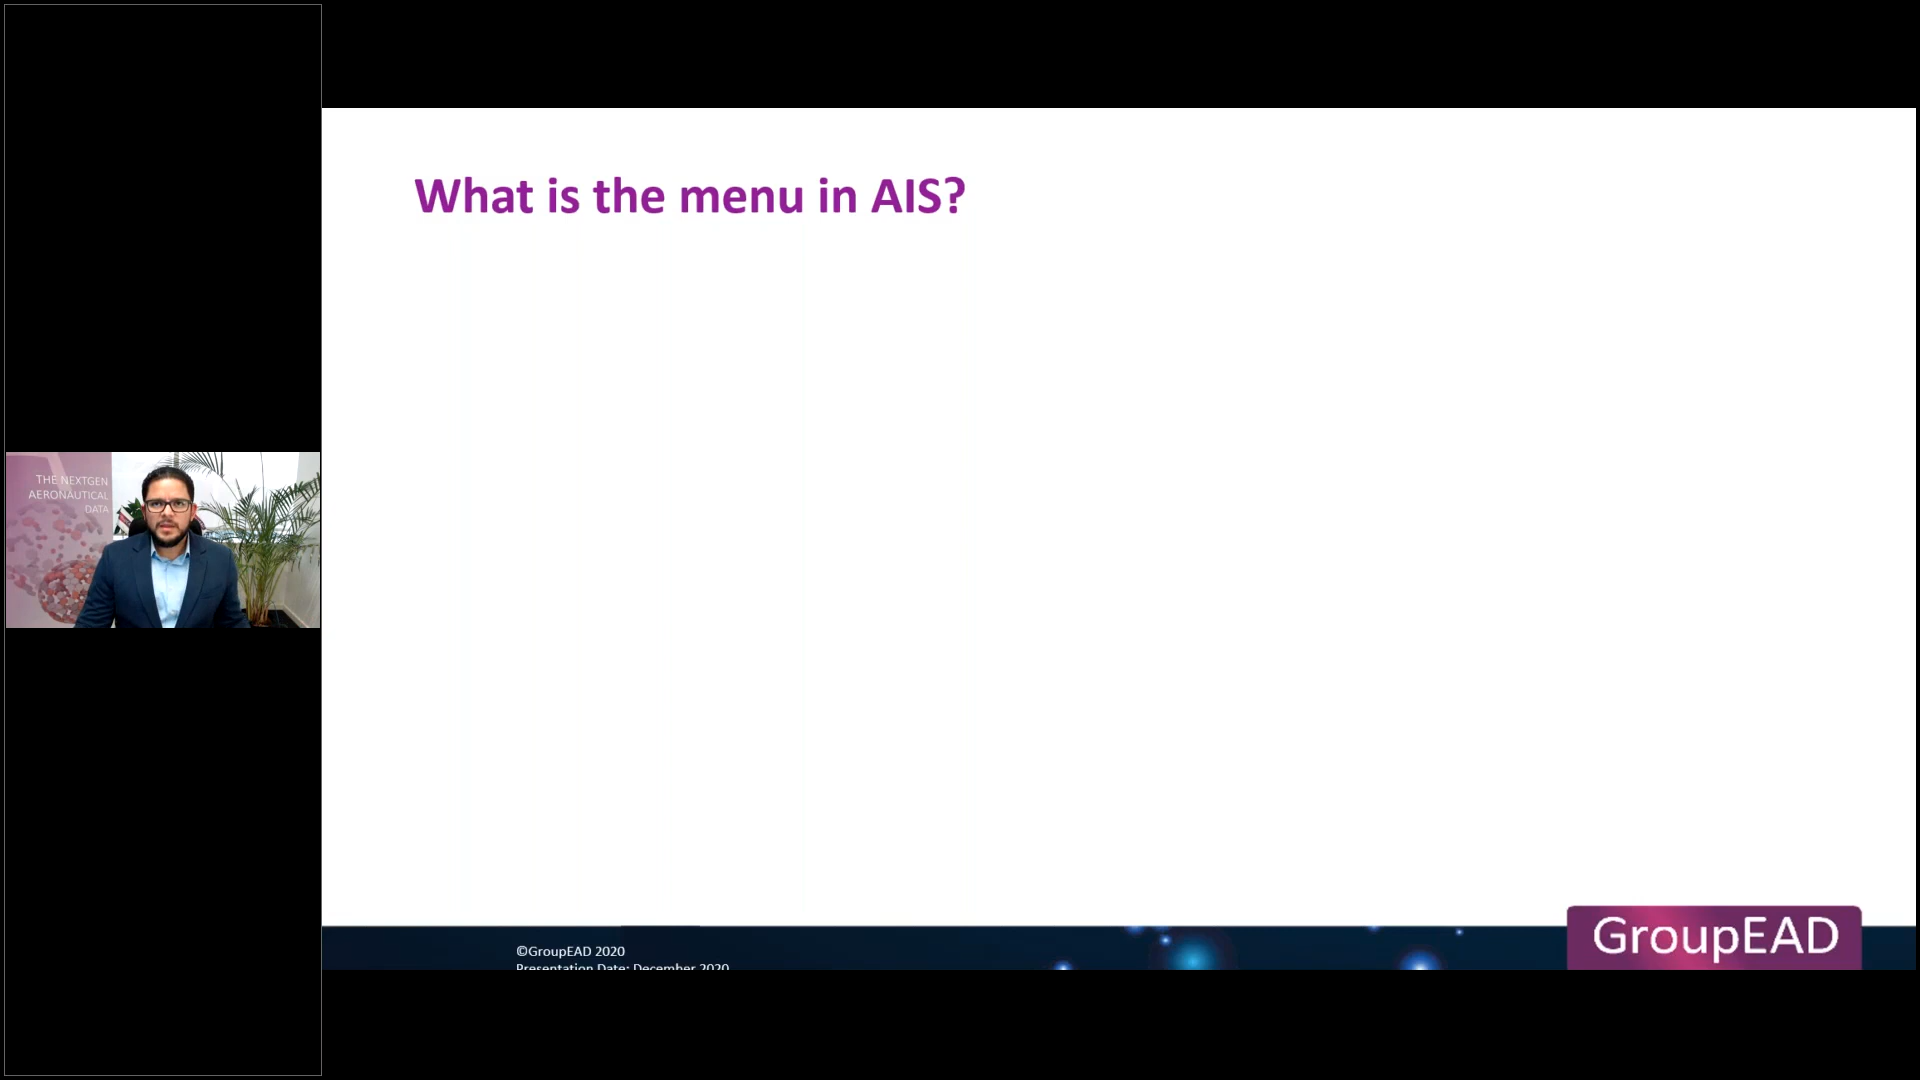 What is the menu in AIS?
THE NEXTGEN
AERONAUTICAL
DATA
©GroupEAD 2020
Presentation Date: December 2020
GroupEAD